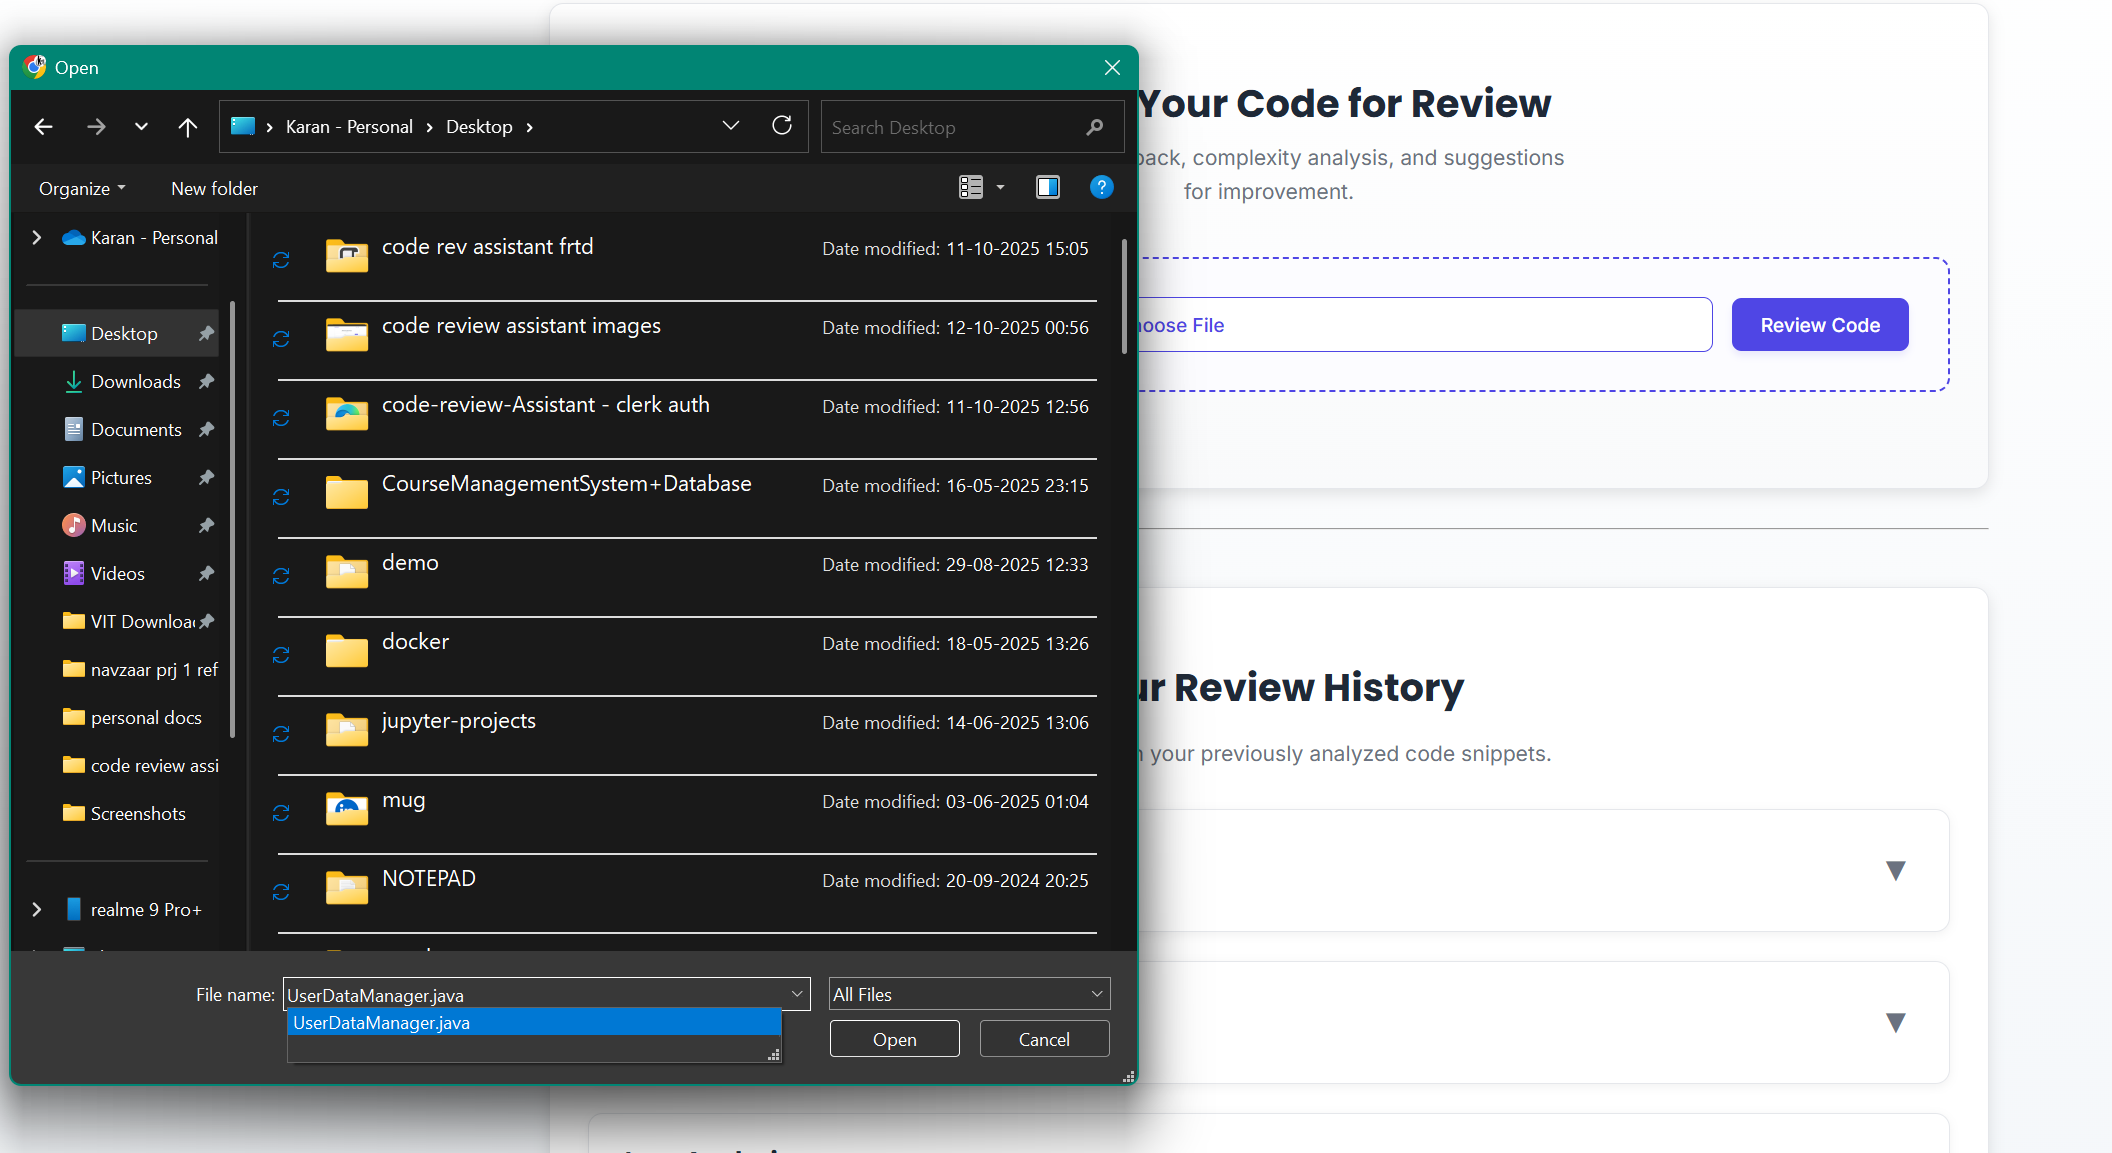 Open
Karan - Personal
Desktop
Search Desktop
Organize
New folder
Karan - Personal
Desktop
Downloads
Documents
Pictures
Music
Videos
VIT Downloa
navzaar prj 1 ref
personal docs
code review assi
Screenshots
realme 9 Pro+
code rev assistant frtd Date modified: 11-10-2025 15:05
code review assistant images Date modified: 12-10-2025 00:56
code-review-Assistant - clerk auth Date modified: 11-10-2025 12:56
CourseManagementSystem+Database Date modified: 16-05-2025 23:15
demo Date modified: 29-08-2025 12:33
docker Date modified: 18-05-2025 13:26
jupyter-projects Date modified: 14-06-2025 13:06
mug Date modified: 03-06-2025 01:04
NOTEPAD Date modified: 20-09-2024 20:25
File name: UserDataManager.java
All Files
UserDataManager.java
Open
Cancel
Your Code for Review
back, complexity analysis, and suggestions
for improvement.
oose File
Review Code
ur Review History
your previously analyzed code snippets.